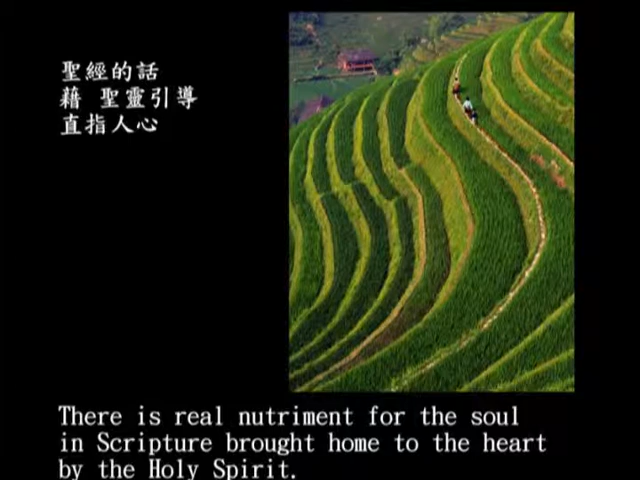 聖經的話
藉 聖靈引導
直指人心
There is real nutriment for the soul
in Scripture brought home to the heart
by the Holy Spirit.